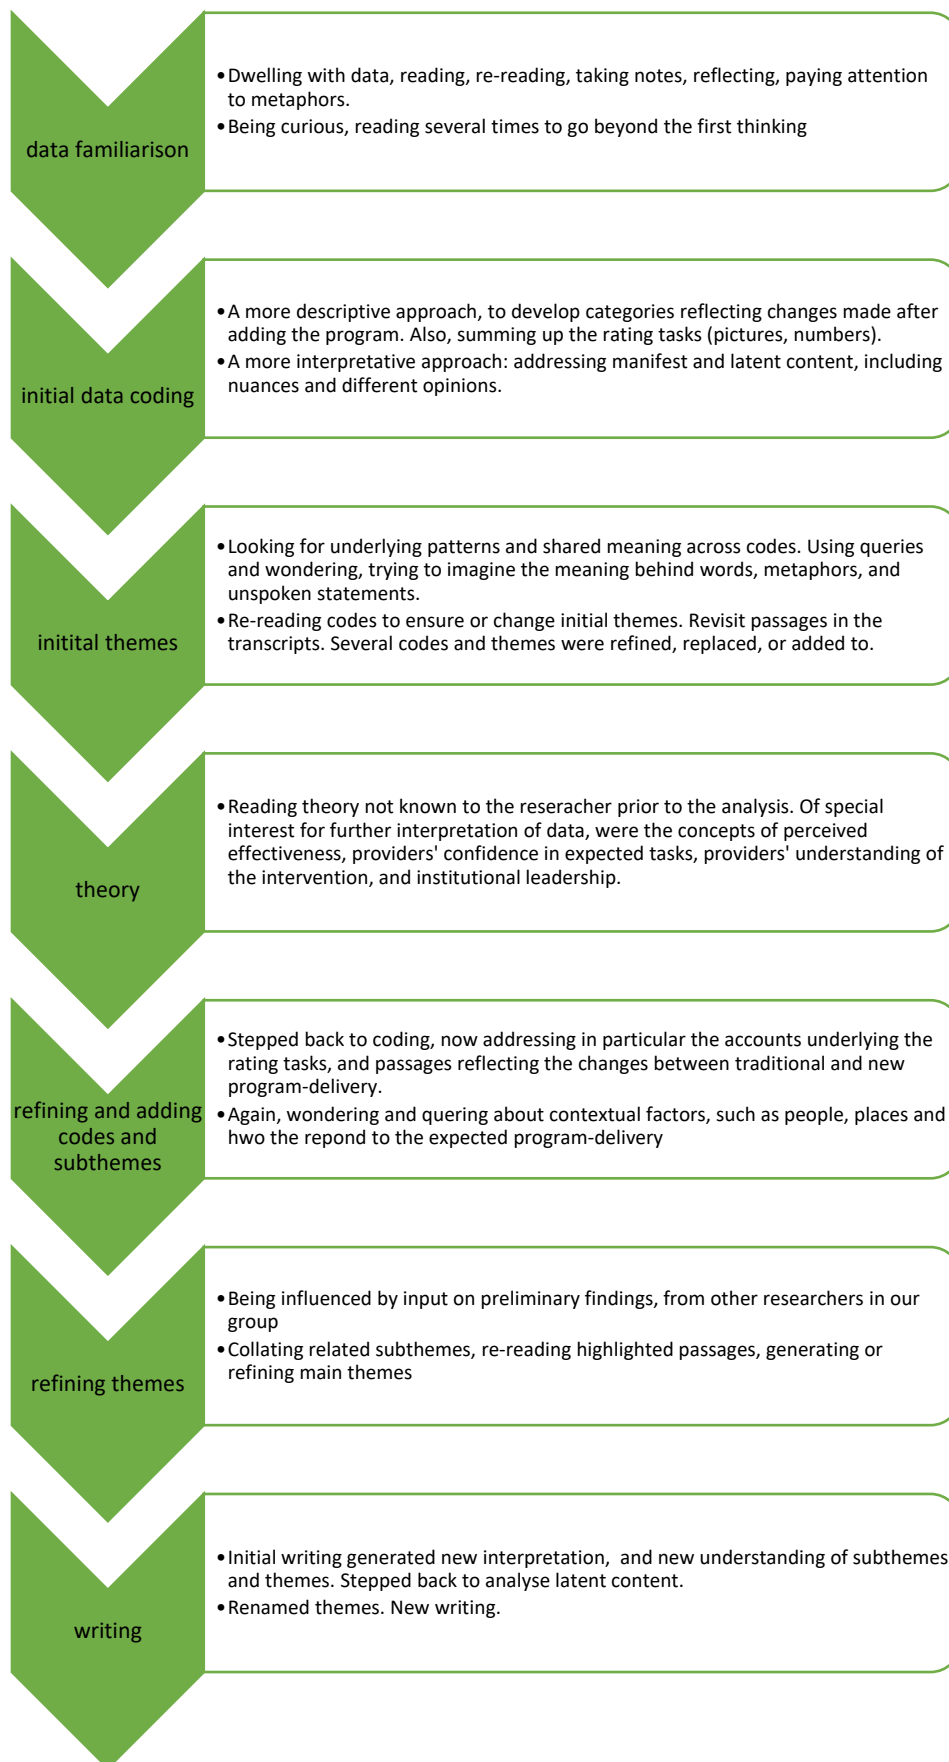 data familiarison
•Dwelling with data, reading, re-reading, taking notes, reflecting, paying attention
to metaphors.
•Being curious, reading several times to go beyond the first thinking
initial data coding
•A more descriptive approach, to develop categories reflecting changes made after
adding the program. Also, summing up the rating tasks (pictures, numbers).
•A more interpretative approach: addressing manifest and latent content, including
nuances and different opinions.
initital themes
•Looking for underlying patterns and shared meaning across codes. Using queries
and wondering, trying to imagine the meaning behind words, metaphors, and
unspoken statements.
•Re-reading codes to ensure or change initial themes. Revisit passages in the
transcripts. Several codes and themes were refined, replaced, or added to.
theory
•Reading theory not known to the reseracher prior to the analysis. Of special
interest for further interpretation of data, were the concepts of perceived
effectiveness, providers' confidence in expected tasks, providers' understanding of
the intervention, and institutional leadership.
refining and adding
codes and
subthemes
•Stepped back to coding, now addressing in particular the accounts underlying the
rating tasks, and passages reflecting the changes between traditional and new
program-delivery.
•Again, wondering and quering about contextual factors, such as people, places and
hwo the repond to the expected program-delivery
refining themes
•Being influenced by input on preliminary findings, from other researchers in our
group
•Collating related subthemes, re-reading highlighted passages, generating or
refining main themes
writing
•Initial writing generated new interpretation,  and new understanding of subthemes
and themes. Stepped back to analyse latent content.
•Renamed themes. New writing.